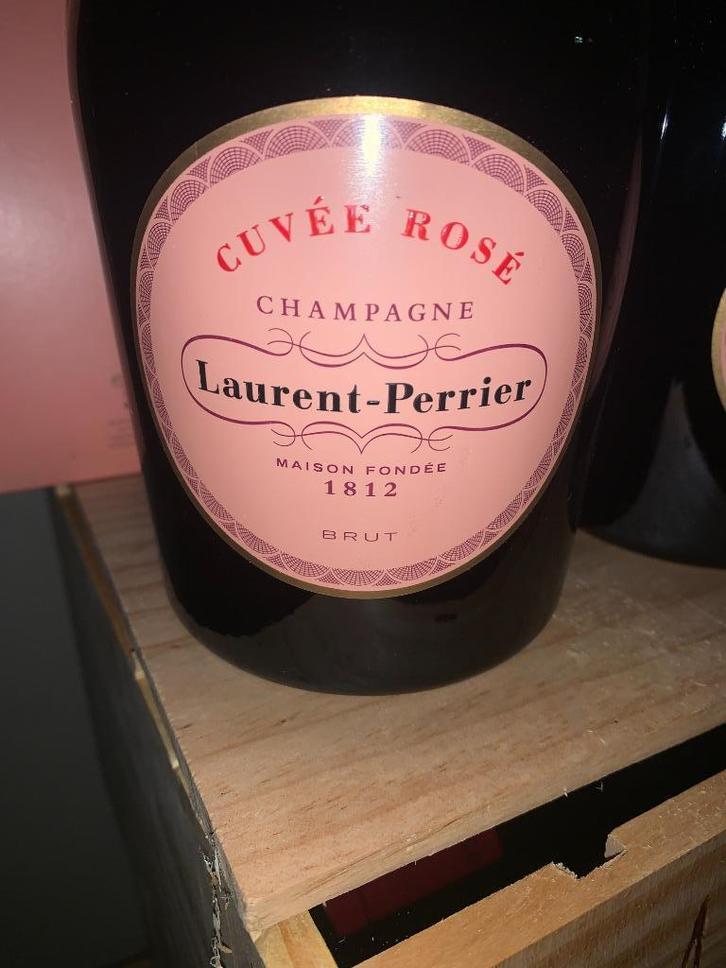 CUVÉE ROSÉ
CHAMPAGNE
Laurent-Perrier
MAISON FONDÉE
1812
BRUT